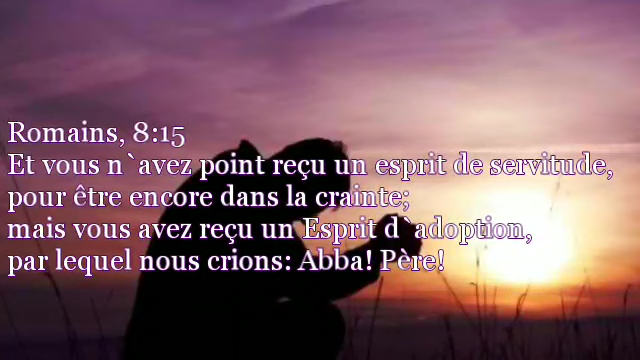 Romains, 8:15
Et vous n`avez point reçu un esprit de servitude,
pour être encore dans la crainte;
mais vous avez reçu un Esprit d`adoption,
par lequel nous crions: Abba! Père!